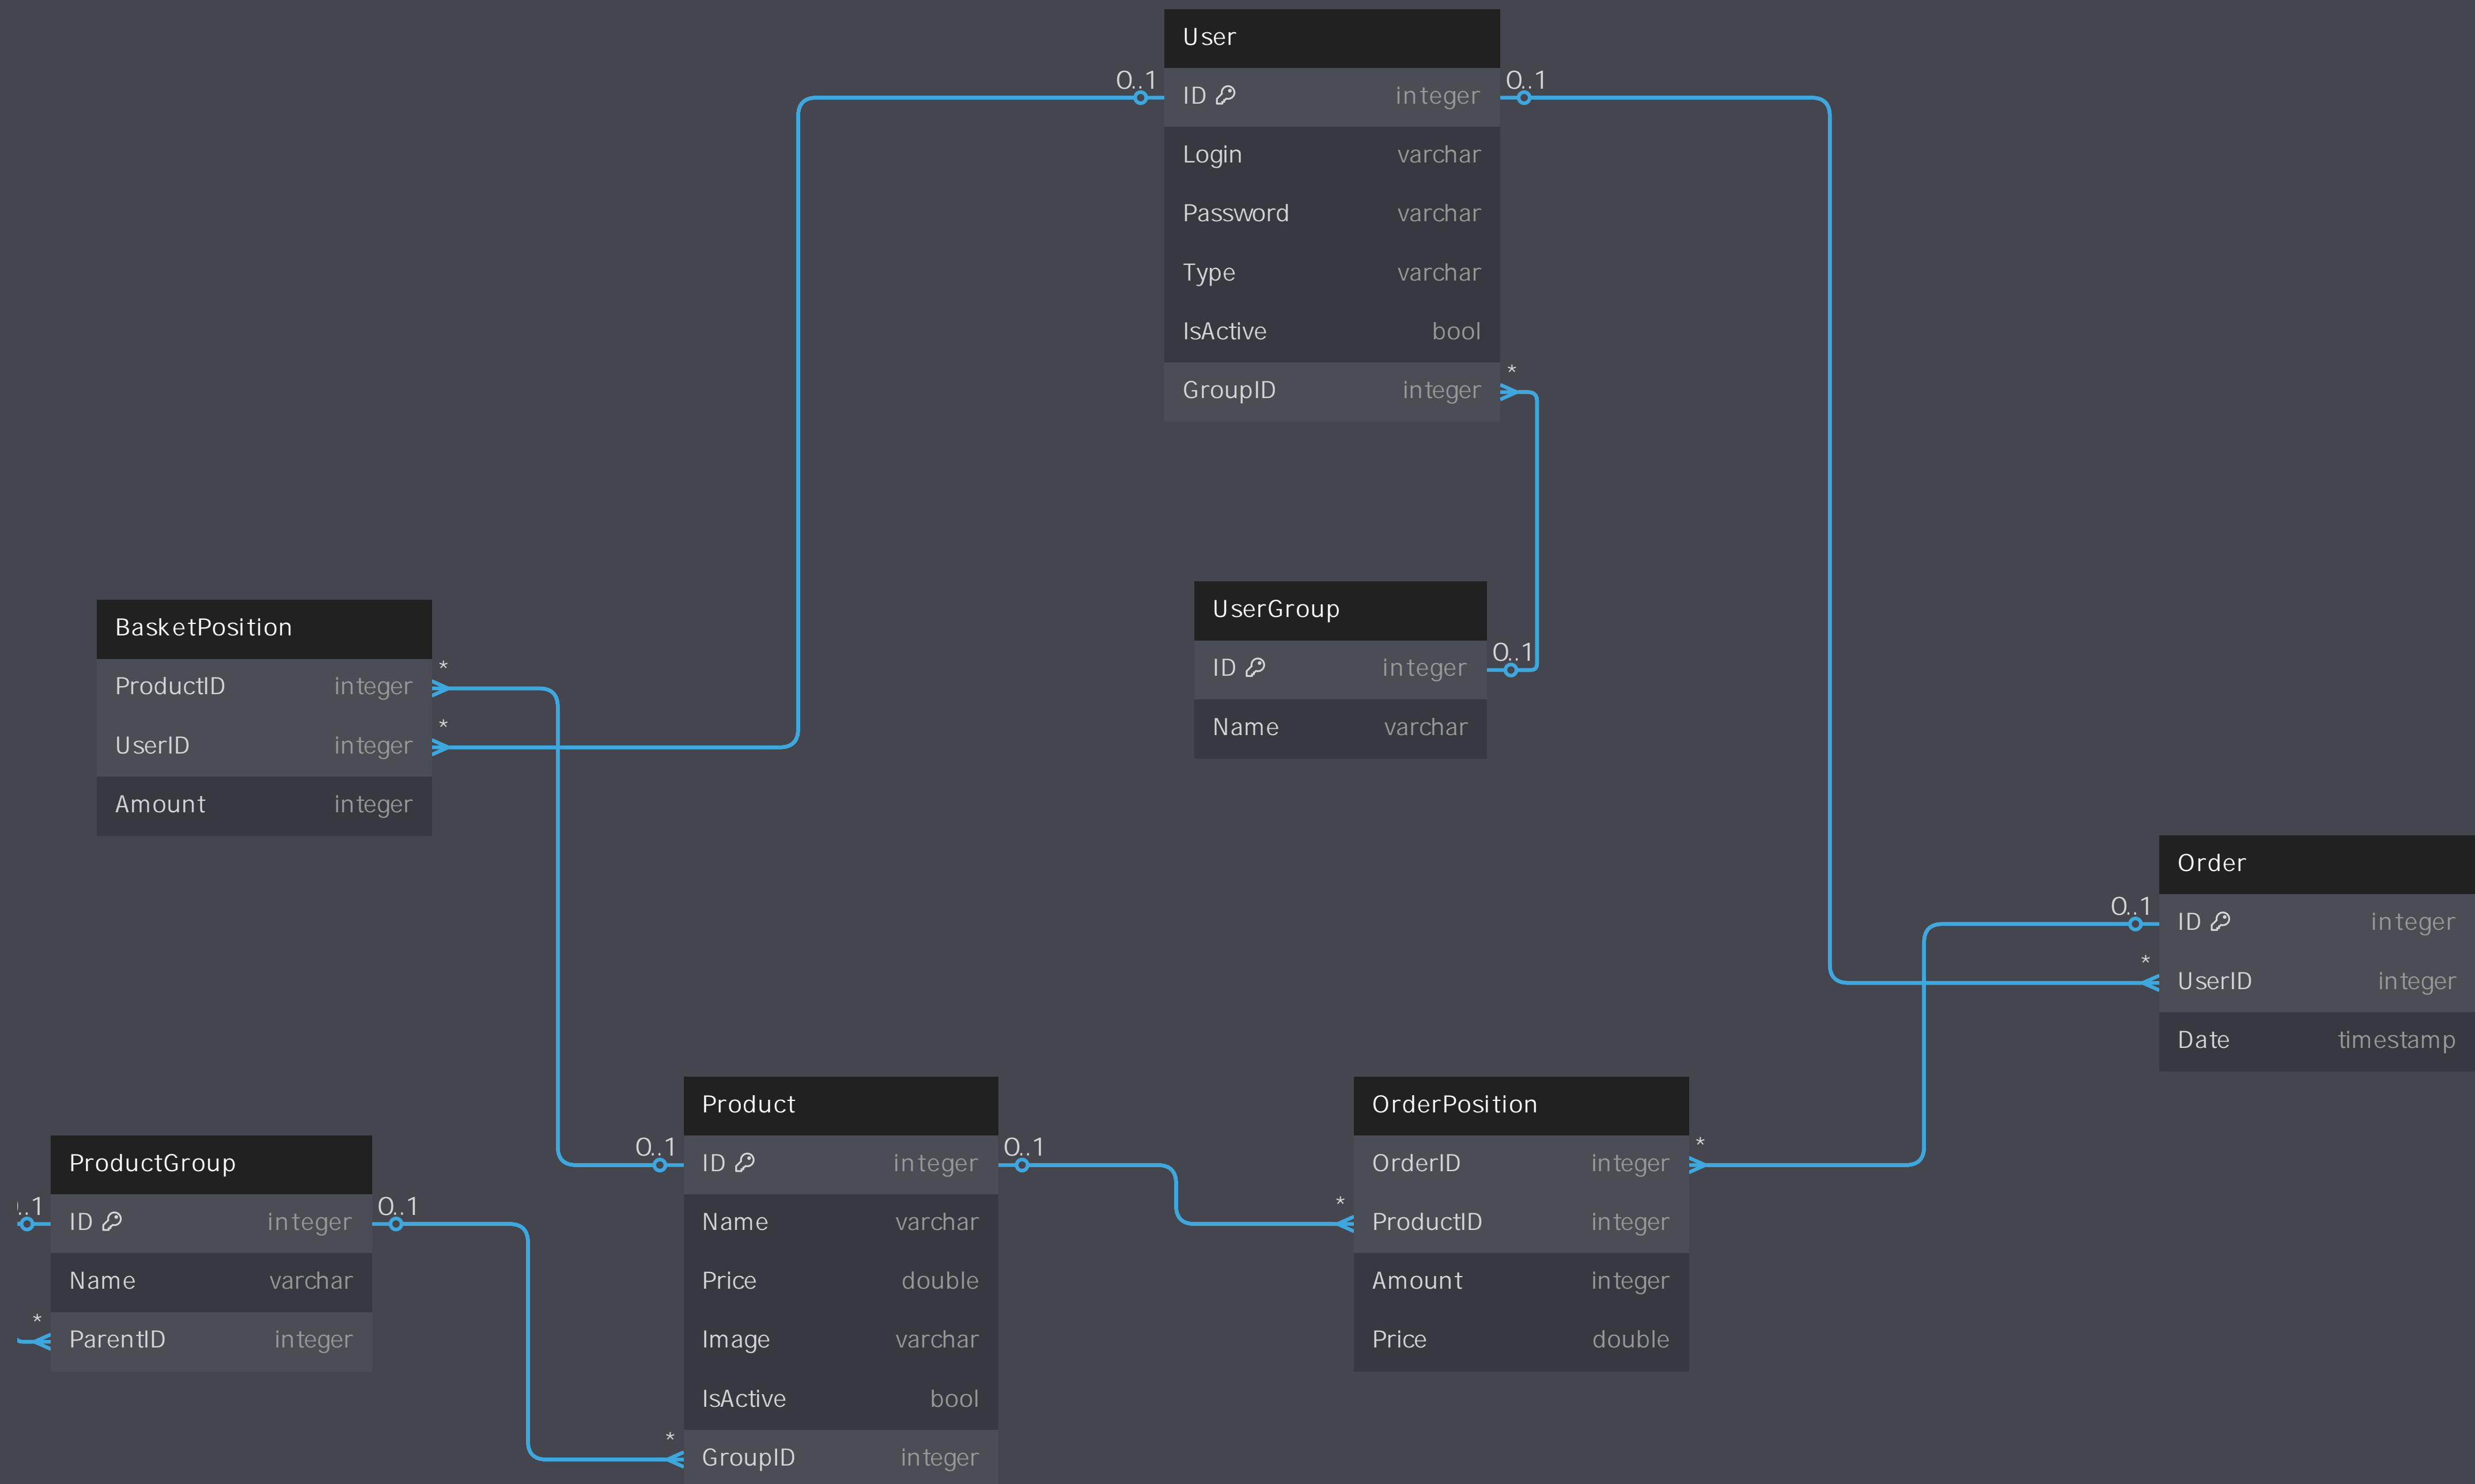 User
0..1
0..1
ID integer
Login varchar
Password varchar
Type varchar
IsActive bool
*
GroupID integer
UserGroup
0..1
ID integer
Name varchar
BasketPosition
*
ProductID integer
*
UserID integer
Amount integer
Order
0..1
ID integer
*
UserID integer
Date timestamp
Product
0..1
0..1
ID integer
Name varchar
Price double
Image varchar
IsActive bool
*
GroupID integer
OrderPosition
*
OrderID integer
*
ProductID integer
Amount integer
Price double
ProductGroup
..1
0..1
ID integer
Name varchar
*
ParentID integer